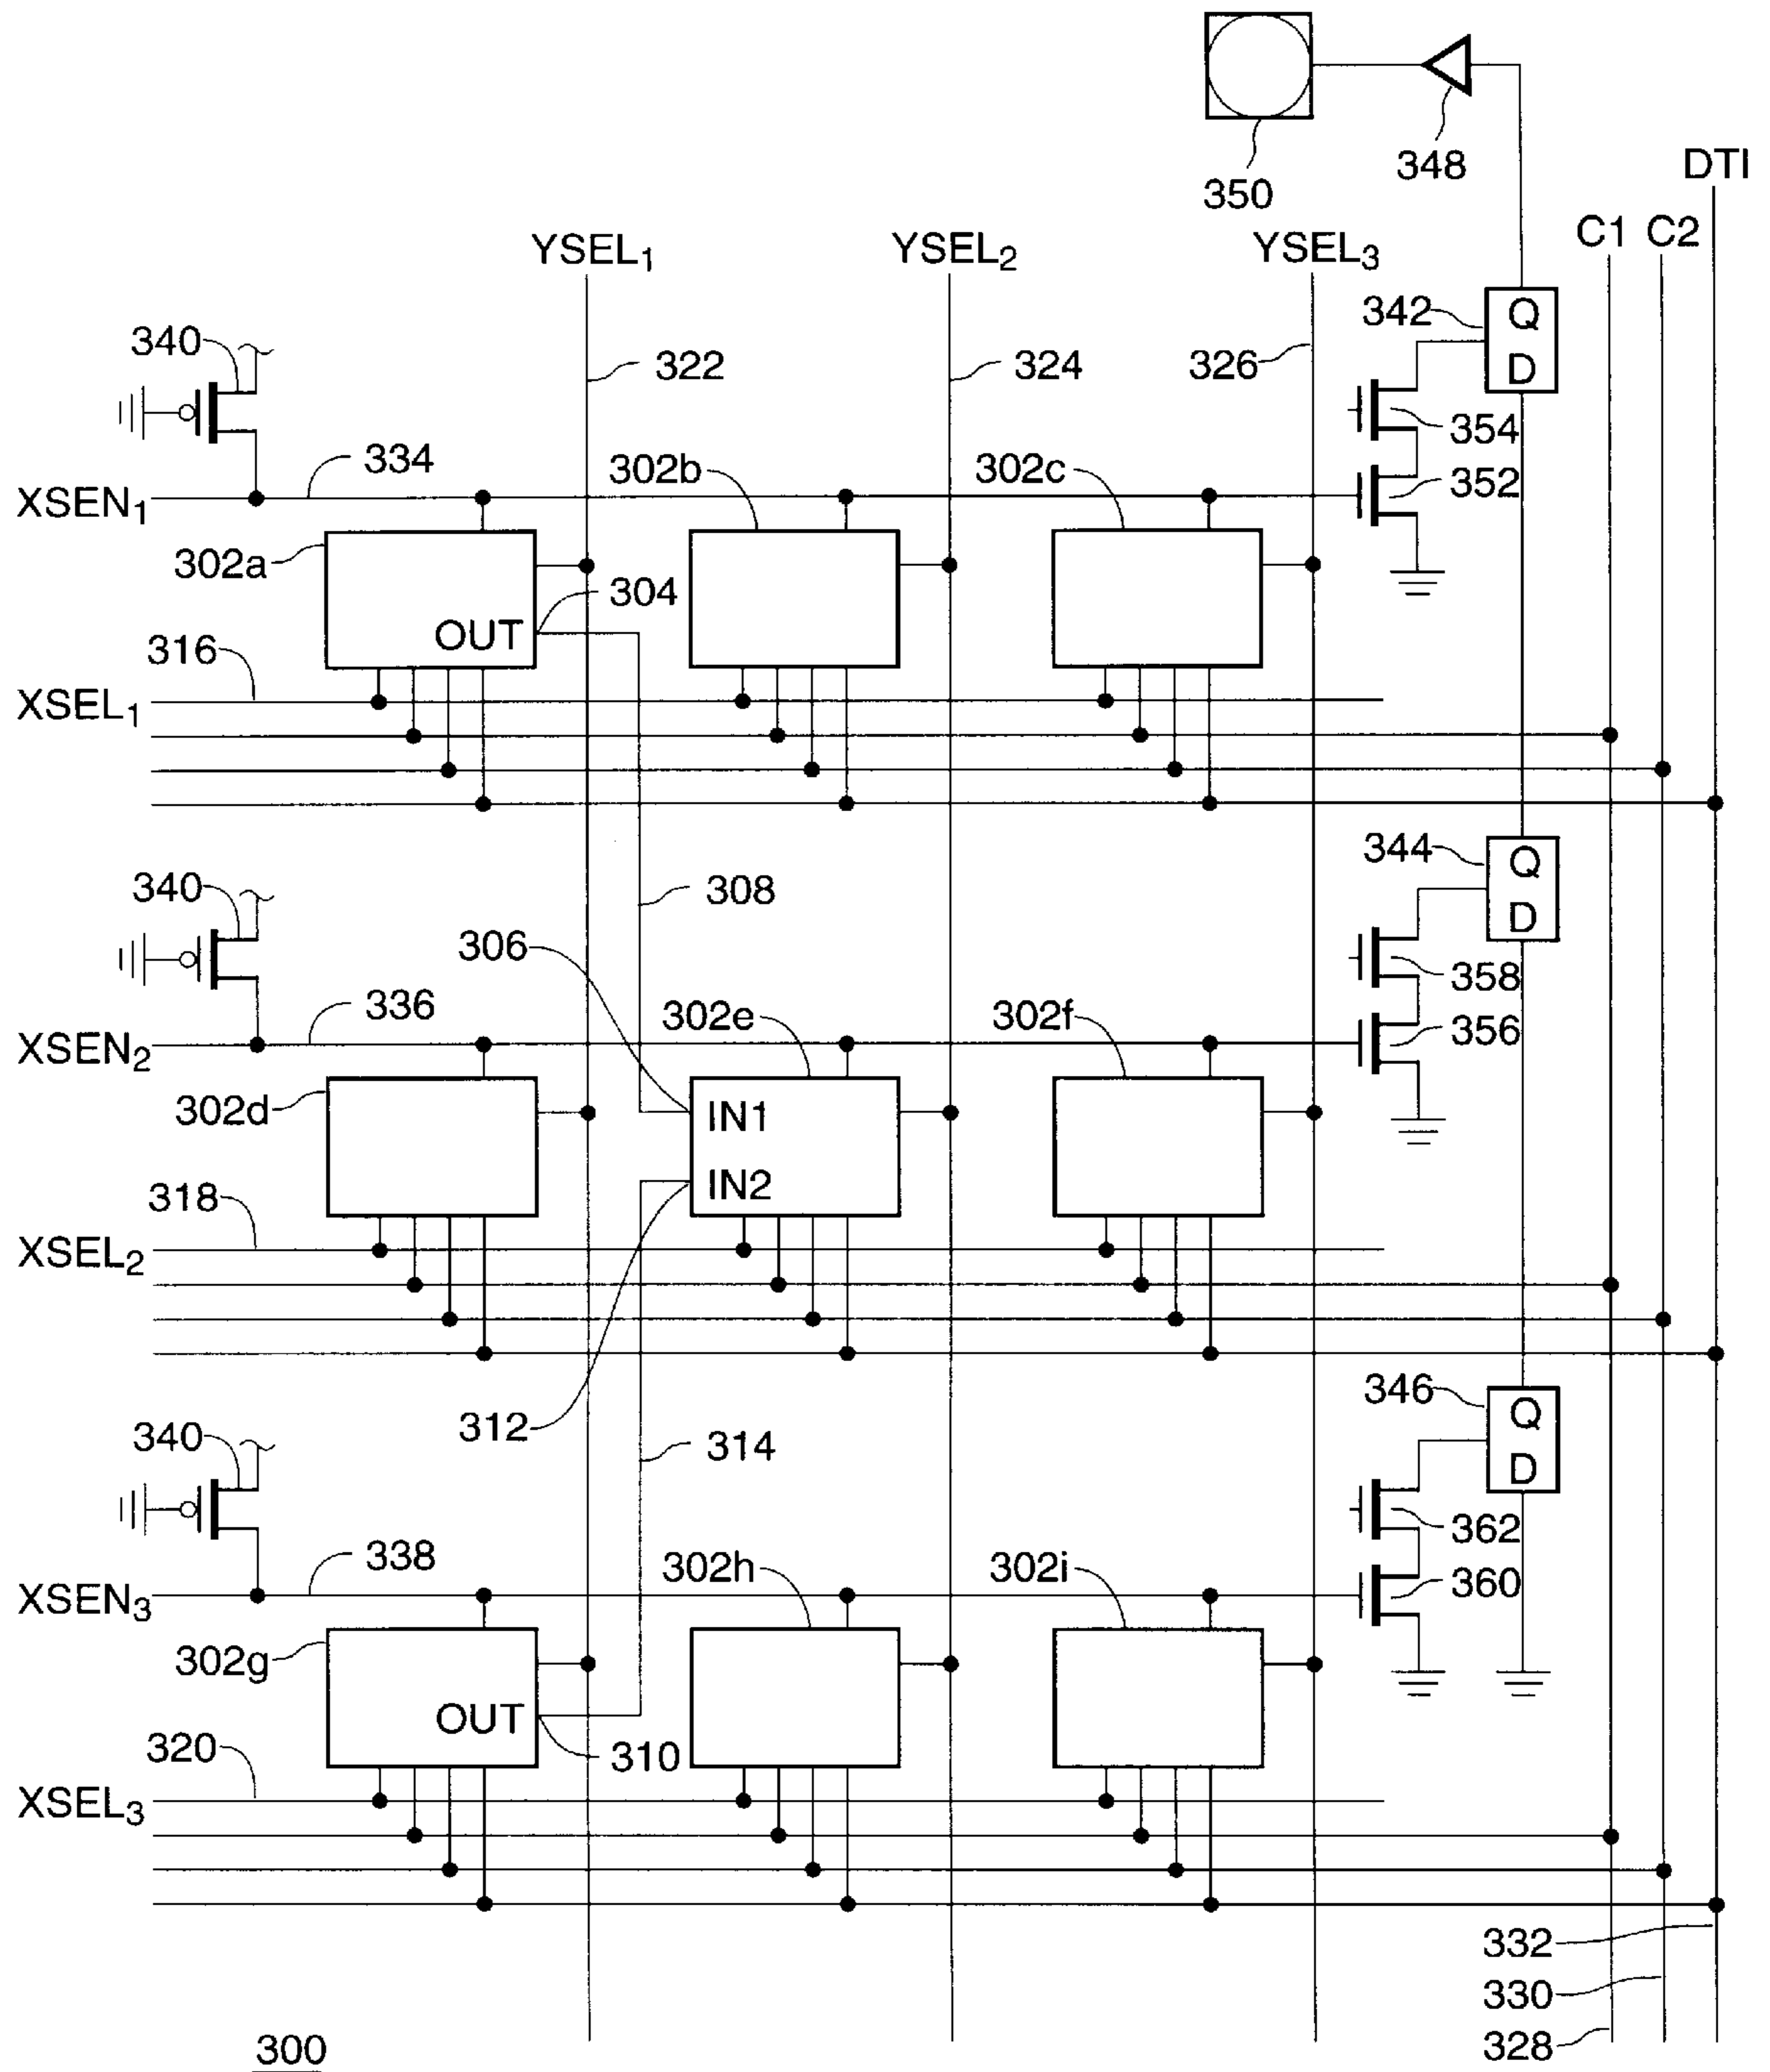 350
348
DTI
C1 C2
YSEL1 YSEL2 YSEL3
342
Q
D
340
322
324
326
354
334
302b
302c
352
XSEN1
302a
304
OUT
316
XSEL1
344
Q
D
340
308
306
358
336
302e
302f
356
XSEN2
302d
IN1
IN2
318
XSEL2
346
Q
D
312
314
340
362
338
302h
302i
360
XSEN3
302g
OUT
310
320
XSEL3
332
330
328
300